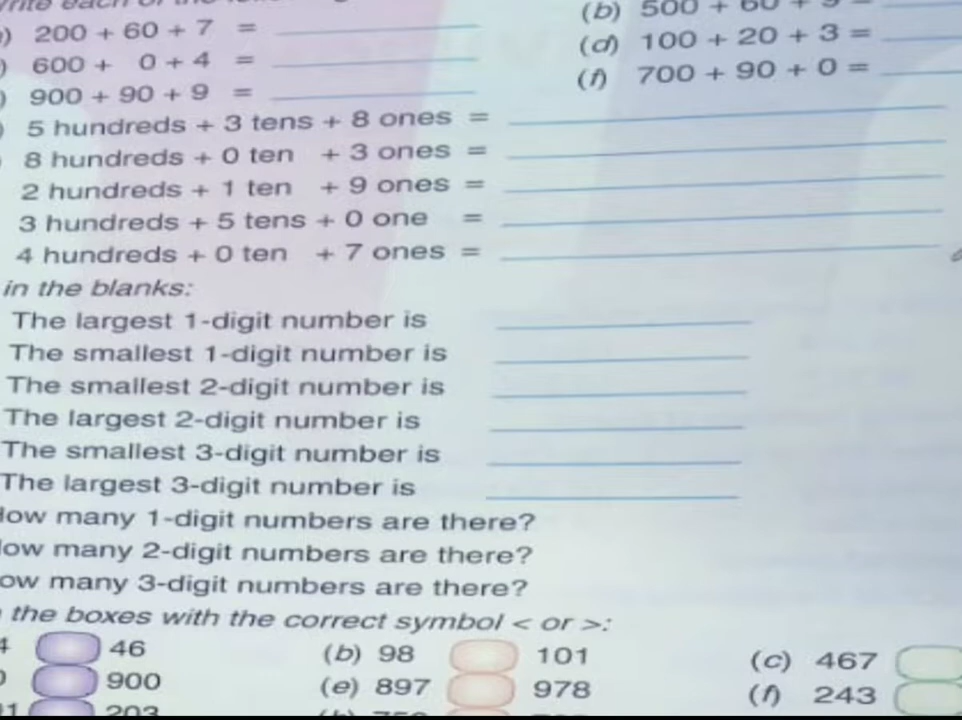 (b) 500 + 60 +
200 + 60 + 7 =
(d) 100 + 20 + 3 =
600 + 0 + 4 =
(f) 700 + 90 + 0 =
900 + 90 + 9 =
5 hundreds + 3 tens + 8 ones =
8 hundreds + 0 ten + 3 ones =
2 hundreds + 1 ten + 9 ones =
3 hundreds + 5 tens + 0 one =
4 hundreds + 0 ten + 7 ones =
in the blanks:
The largest 1-digit number is
The smallest 1-digit number is
The smallest 2-digit number is
The largest 2-digit number is
The smallest 3-digit number is
The largest 3-digit number is
many 1-digit numbers are there?
many 2-digit numbers are there?
many 3-digit numbers are there?
the boxes with the correct symbol < or >:
46 (b) 98 101 (c) 467
900 (e) 897 978 (f) 243
203